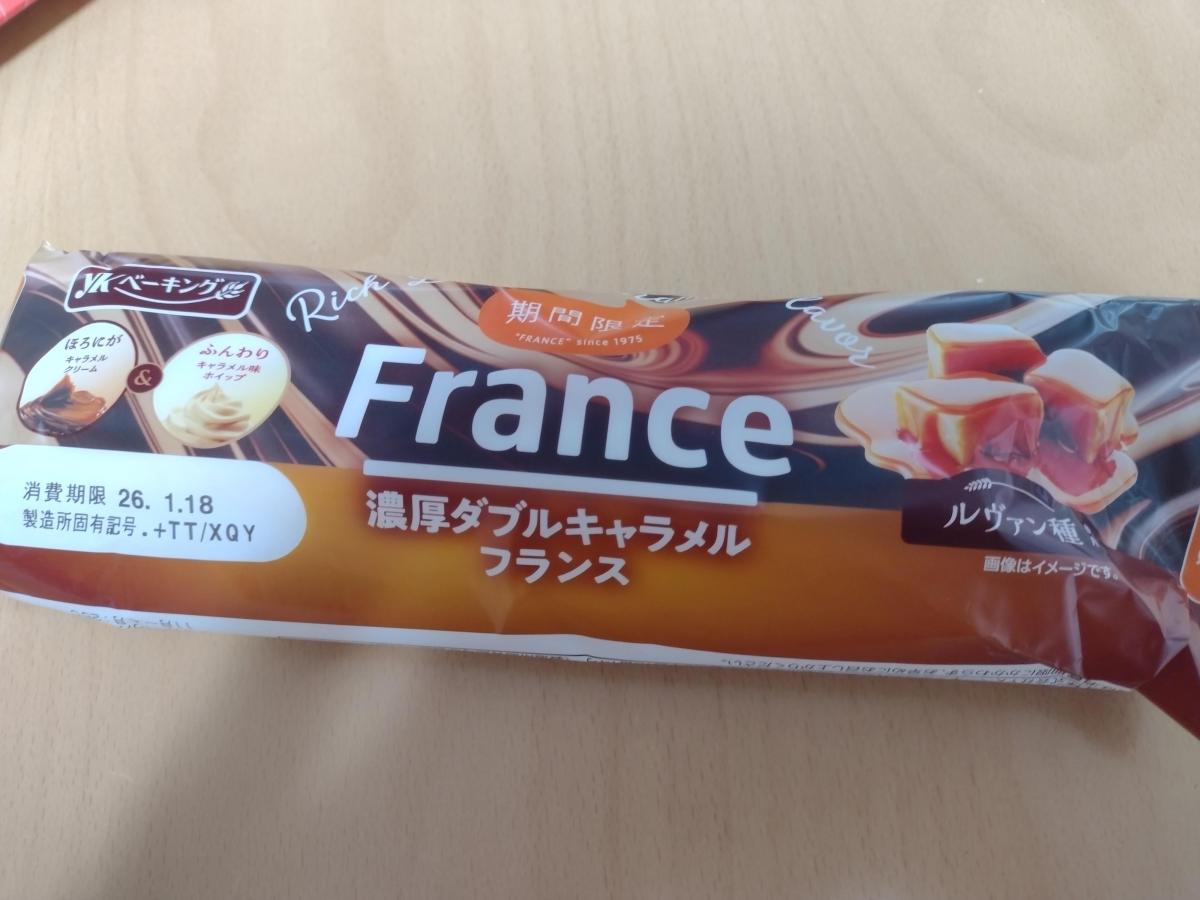 YKベーキング
Rich
期間限定
"FRANCE" since 1975
ほろにが
キャラメル
クリーム
&
ふんわり
キャラメル味
ホイップ
France
濃厚ダブルキャラメル
フランス
消費期限 26. 1.18
製造所固有記号.+TT/XQY
ルヴァン種
画像はイメージです。